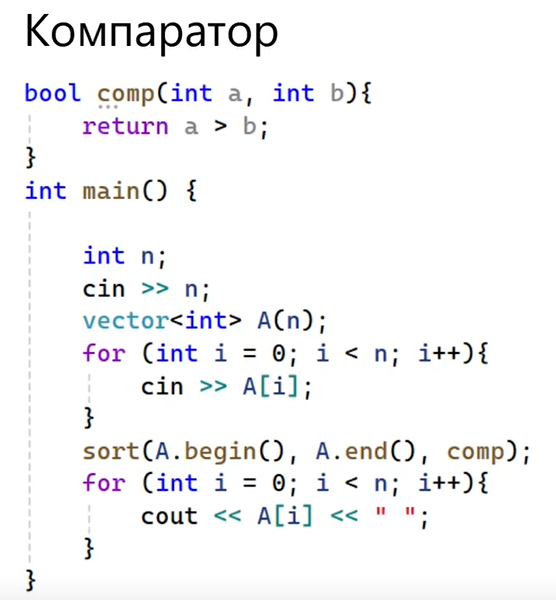 Компаратор
bool comp(int a, int b){
return a > b;
}
int main() {
int n;
cin >> n;
vector<int> A(n);
for (int i = 0; i < n; i++){
cin >> A[i];
}
sort(A.begin(), A.end(), comp);
for (int i = 0; i < n; i++){
cout << A[i] << " ";
}
}